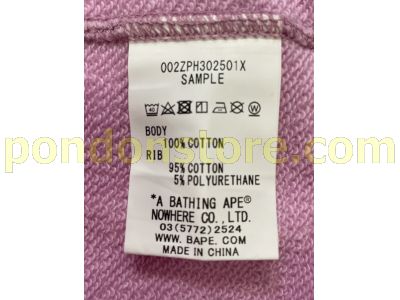 002ZPH302501X
SAMPLE
BODY
100% COTTON
RIB
95% COTTON
5% POLYURETHANE
"A BATHING APE®
NOWHERE CO., LTD.
03(5772)2524
WWW. BAPE. COM
MADE IN CHINA
pondonstore.com